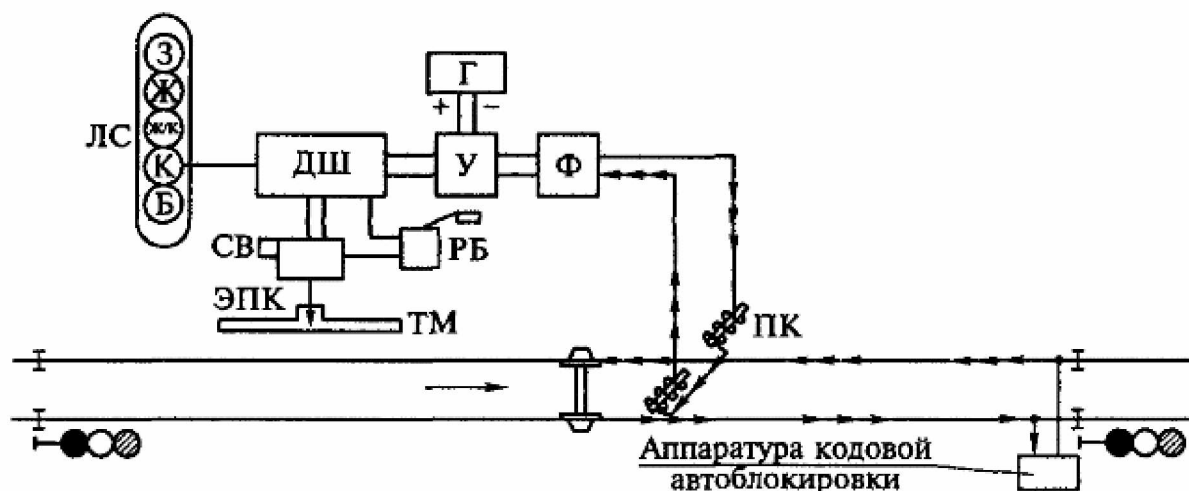 З
Ж
Ж/К
К
Б
ЛС
Г
+ −
ДШ
У
Ф
СВ
РБ
ЭПК
ТМ
ПК
Аппаратура кодовой
автоблокировки